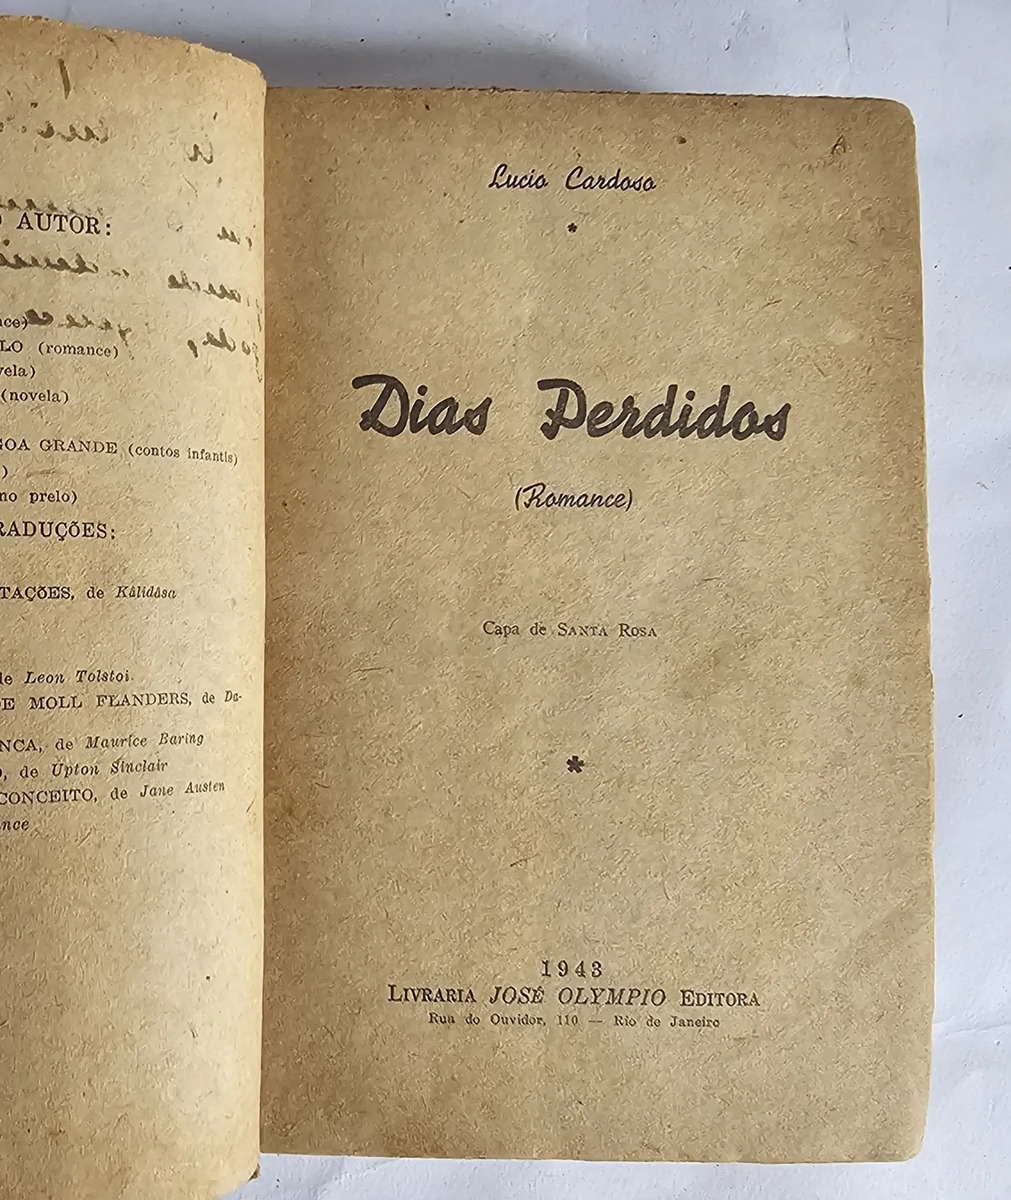 O AUTOR:
LO (romance)
(novela)
GOA GRANDE (contos infantis)
)
no prelo)
RADUÇÕES:
TAÇÕES, de Kâlidâsa
de Leon Tolstoi
DE MOLL FLANDERS, de Da-
NCA, de Maurice Baring
O, de Upton Sinclair
CONCEITO, de Jane Austen
Lucio Cardoso
*
Dias Perdidos
(Romance)
Capa de SANTA ROSA
*
1943
LIVRARIA JOSÉ OLYMPIO EDITORA
Rua do Ouvidor, 110 — Rio de Janeiro